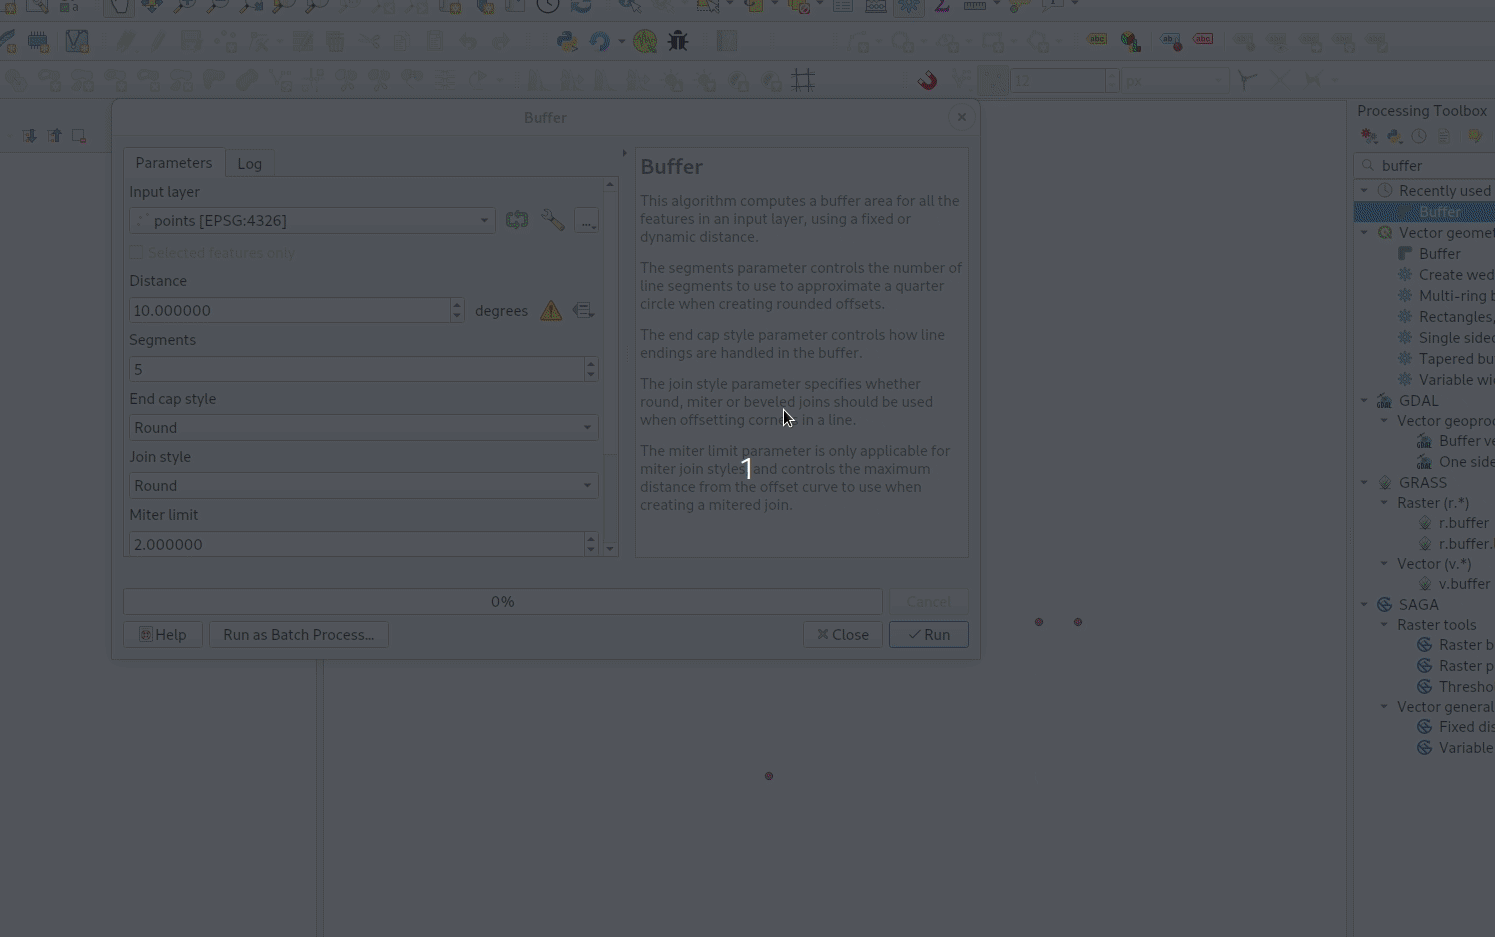 12
px
Buffer
Processing Toolbox
Parameters
Log
Input layer
points [EPSG:4326]
...
Selected features only
Distance
10.000000
degrees
Segments
5
End cap style
Round
Join style
Round
Miter limit
2.000000
0%
Cancel
Help
Run as Batch Process...
Close
Run
Buffer
This algorithm computes a buffer area for all the
features in an input layer, using a fixed or
dynamic distance.
The segments parameter controls the number of
line segments to use to approximate a quarter
circle when creating rounded offsets.
The end cap style parameter controls how line
endings are handled in the buffer.
The join style parameter specifies whether
round, miter or beveled joins should be used
when offsetting corners in a line.
The miter limit parameter is only applicable for
miter join styles, and controls the maximum
distance from the offset curve to use when
creating a mitered join.
1
buffer
Recently used
Buffer
Vector geomet
Buffer
Create wed
Multi-ring b
Rectangles,
Single sided
Tapered bu
Variable wi
GDAL
Vector geoproc
Buffer ve
One side
GRASS
Raster (r.*)
r.buffer
r.buffer.
Vector (v.*)
v.buffer
SAGA
Raster tools
Raster b
Raster p
Thresho
Vector general
Fixed dis
Variable